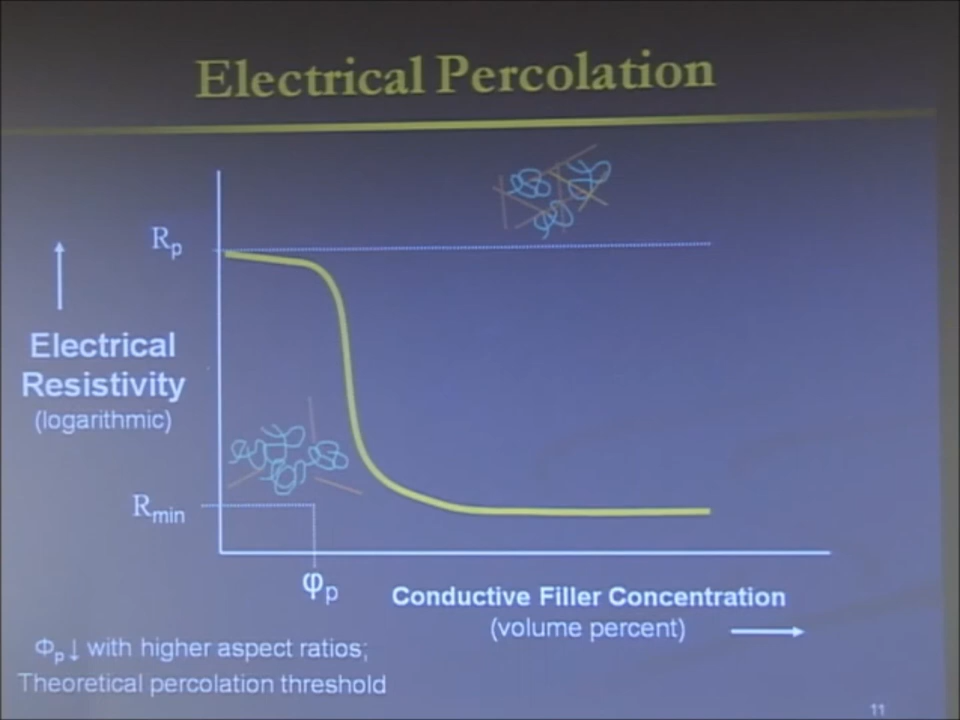 Electrical Percolation
Rp
Electrical
Resistivity
(logarithmic)
Rmin
φp
Conductive Filler Concentration
(volume percent)
Φp↓ with higher aspect ratios;
Theoretical percolation threshold
11